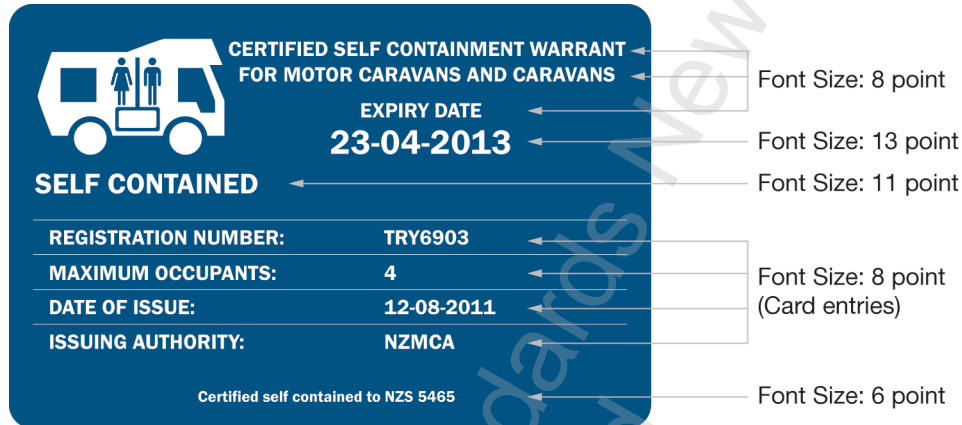 CERTIFIED SELF CONTAINMENT WARRANT
FOR MOTOR CARAVANS AND CARAVANS
EXPIRY DATE
Font Size: 8 point
23-04-2013
Font Size: 13 point
SELF CONTAINED
Font Size: 11 point
REGISTRATION NUMBER: TRY6903
MAXIMUM OCCUPANTS: 4
DATE OF ISSUE: 12-08-2011
ISSUING AUTHORITY: NZMCA
Font Size: 8 point
(Card entries)
Certified self contained to NZS 5465
Font Size: 6 point
New
dards